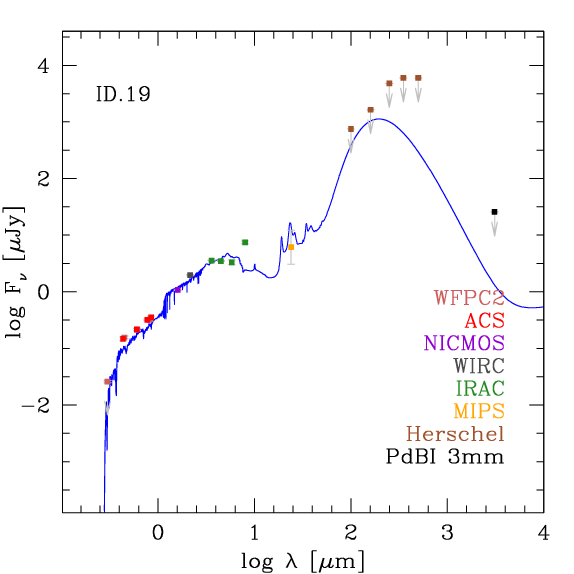 4
ID.19
2
0
−2
log Fν [μJy]
WFPC2
ACS
NICMOS
WIRC
IRAC
MIPS
Herschel
PdBI 3mm
0 1 2 3 4
log λ [μm]